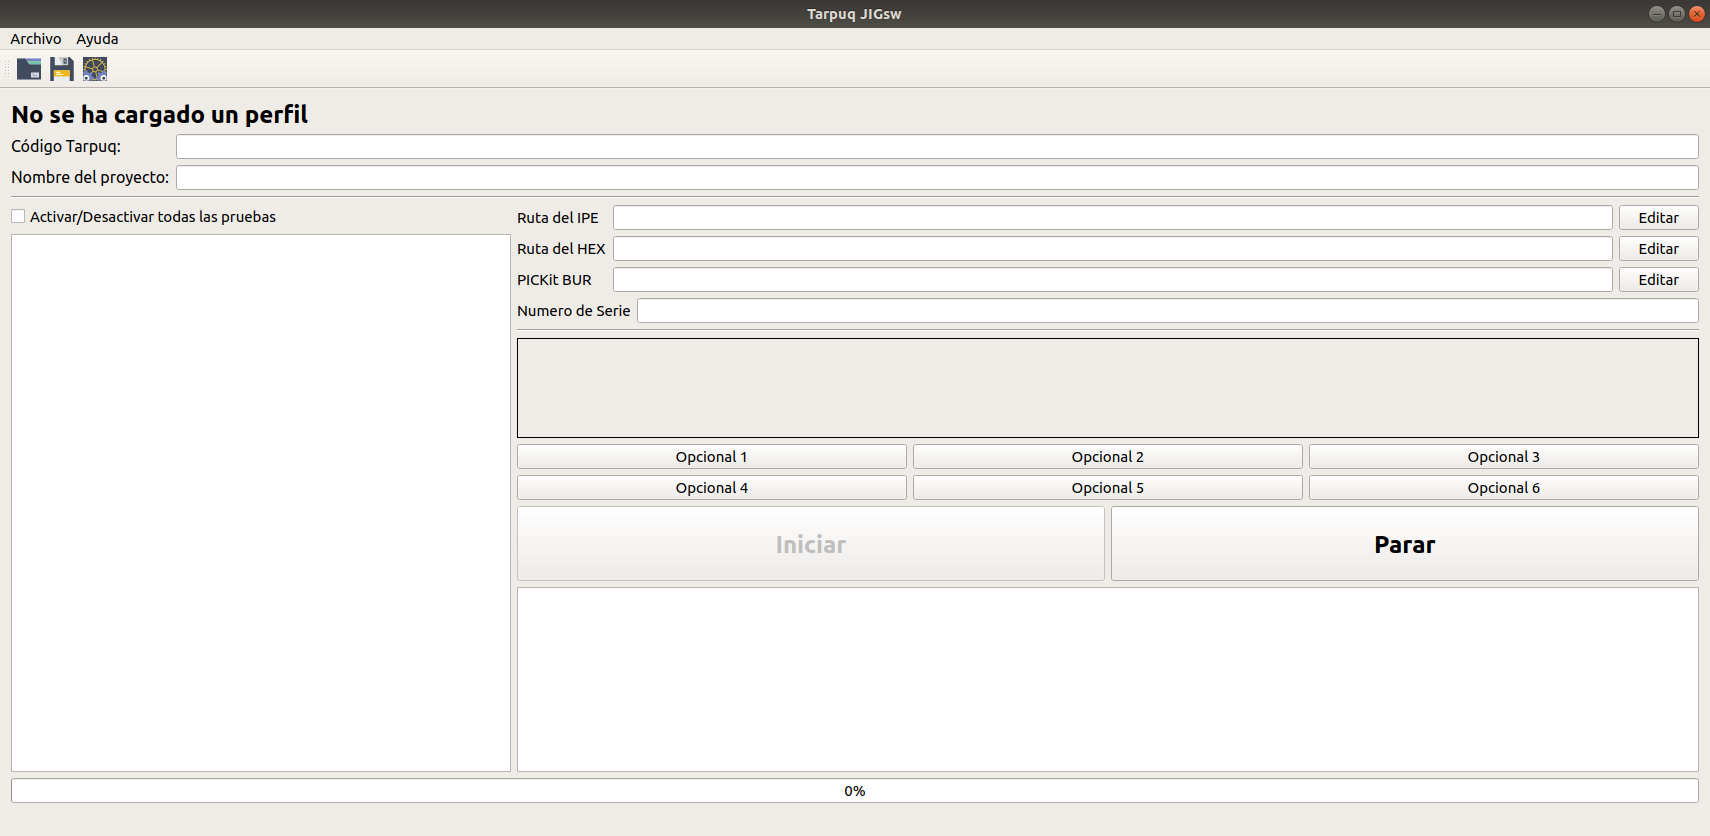 Tarpuq JIGsw
Archivo Ayuda
No se ha cargado un perfil
Código Tarpuq:
Nombre del proyecto:
Activar/Desactivar todas las pruebas
Ruta del IPE Editar
Ruta del HEX Editar
PICKit BUR Editar
Numero de Serie
Opcional 1 Opcional 2 Opcional 3
Opcional 4 Opcional 5 Opcional 6
Iniciar Parar
0%